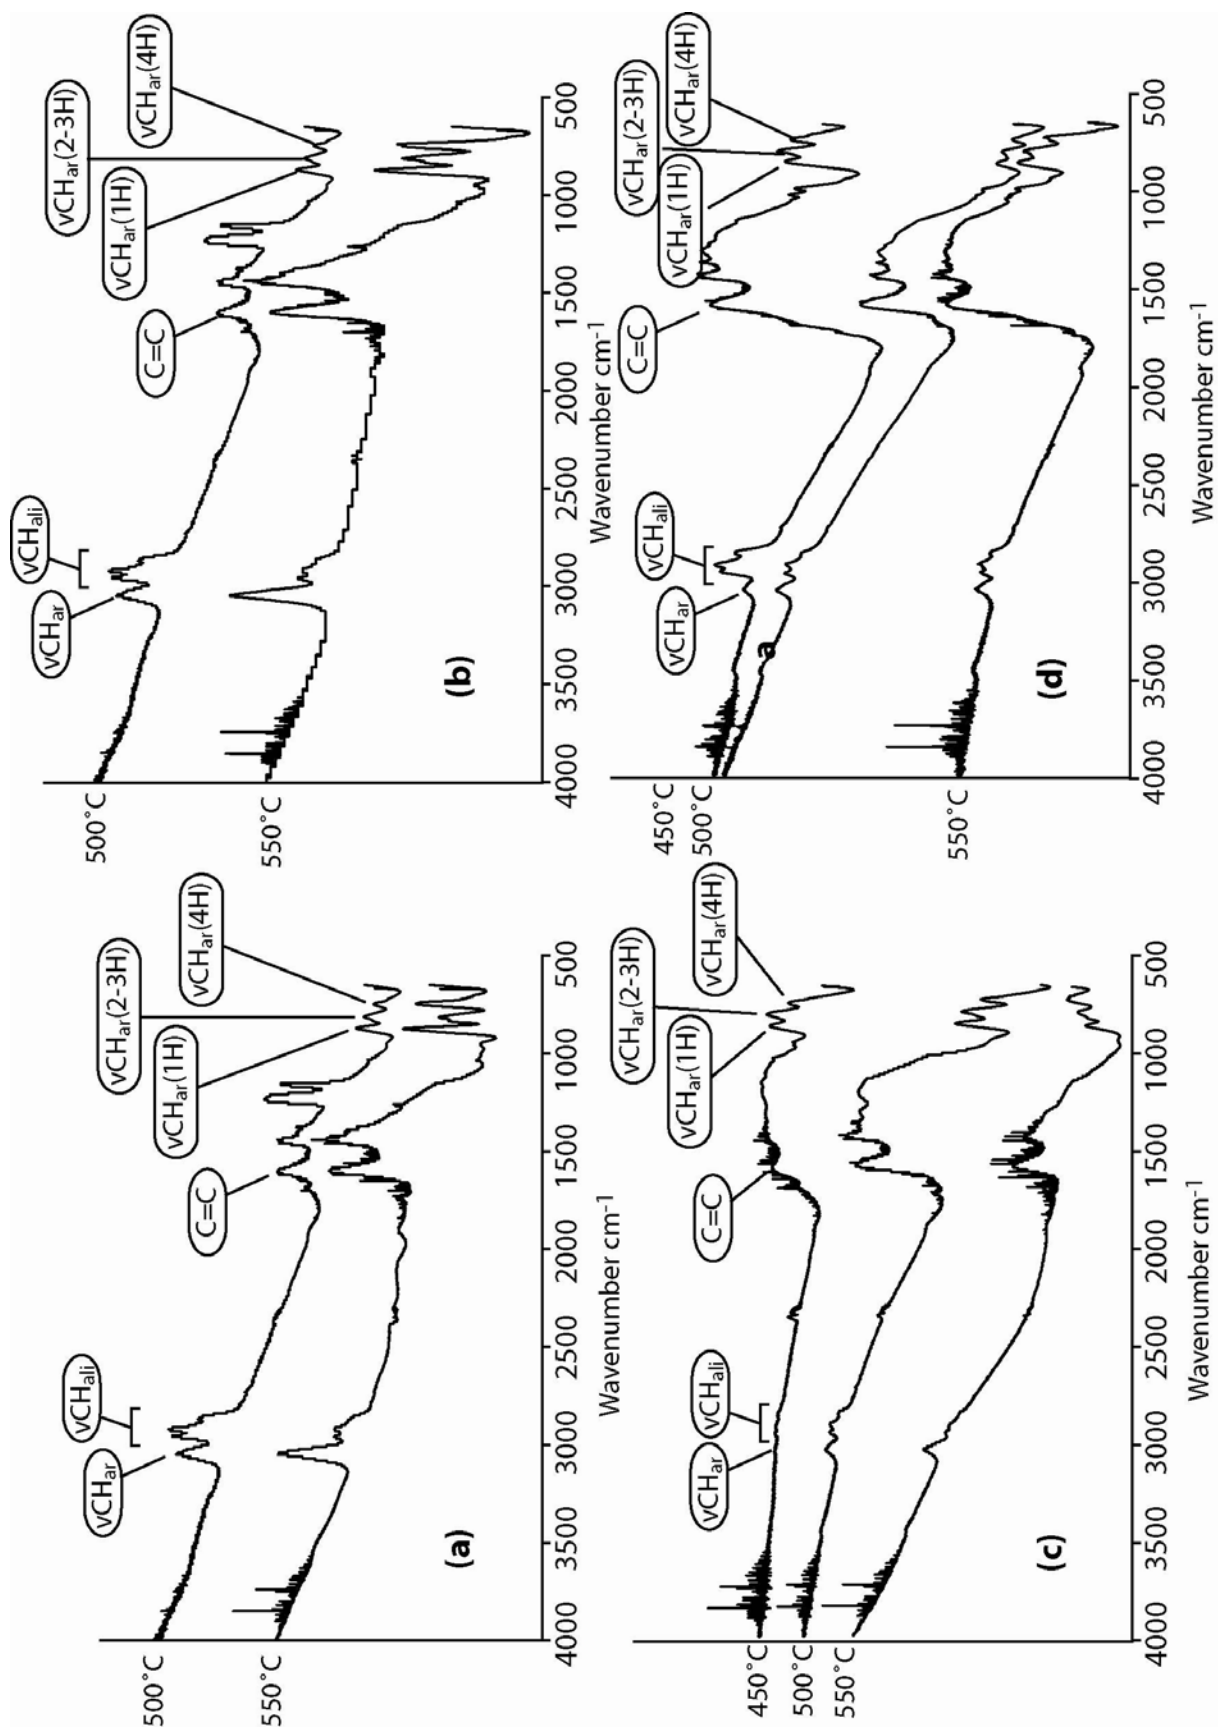 νCHali
νCHar
C=C
νCHar(2-3H)
νCHar(1H)
νCHar(4H)
500°C
550°C
(a)
4000 3500 3000 2500 2000 1500 1000 500
Wavenumber cm-1
νCHali
νCHar
C=C
νCHar(2-3H)
νCHar(1H)
νCHar(4H)
500°C
550°C
(b)
4000 3500 3000 2500 2000 1500 1000 500
Wavenumber cm-1
νCHar
νCHali
C=C
νCHar(2-3H)
νCHar(1H)
νCHar(4H)
450°C
500°C
550°C
(c)
4000 3500 3000 2500 2000 1500 1000 500
Wavenumber cm-1
νCHali
νCHar
C=C
νCHar(2-3H)
νCHar(1H)
νCHar(4H)
450°C
500°C
a
550°C
(d)
4000 3500 3000 2500 2000 1500 1000 500
Wavenumber cm-1